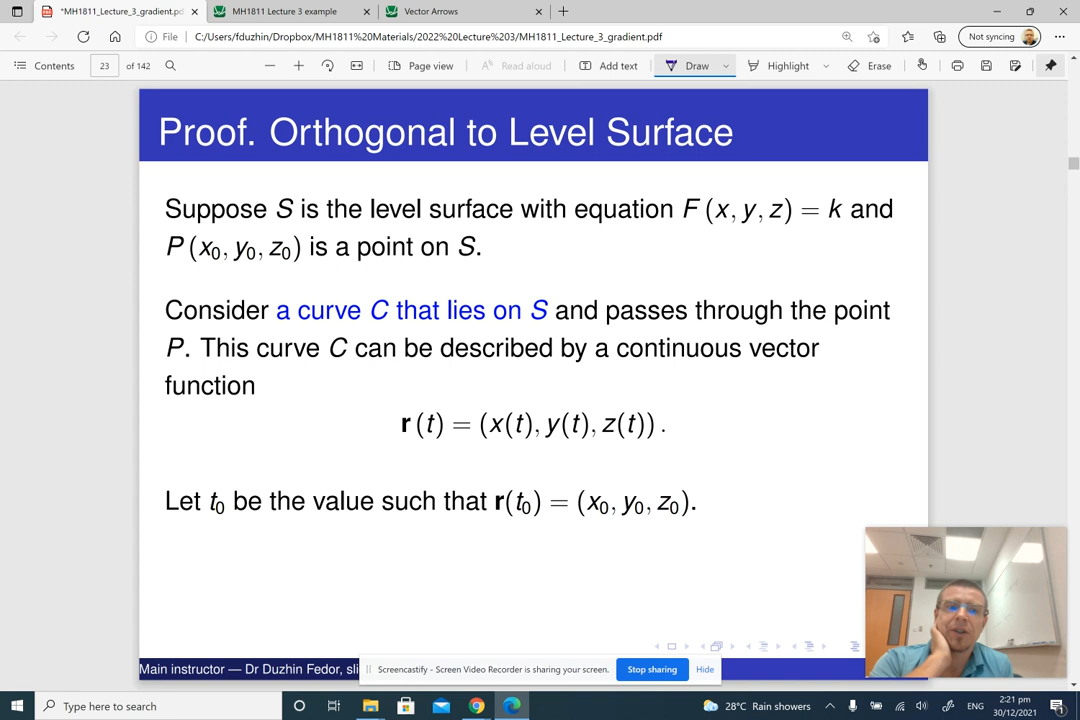 *MH1811_Lecture_3_gradient.pd
MH1811 Lecture 3 example
Vector Arrows
File C:/Users/fduzhin/Dropbox/MH1811%20Materials/2022%20Lecture%203/MH1811_Lecture_3_gradient.pdf
Not syncing
Contents 23 of 142 Page view Read aloud Add text Draw Highlight Erase
Proof. Orthogonal to Level Surface
Suppose S is the level surface with equation F (x, y, z) = k and
P (x₀, y₀, z₀) is a point on S.
Consider a curve C that lies on S and passes through the point
P. This curve C can be described by a continuous vector
function
r (t) = (x(t), y(t), z(t)) .
Let t₀ be the value such that r(t₀) = (x₀, y₀, z₀).
Main instructor — Dr Duzhin Fedor, sli
Screencastify - Screen Video Recorder is sharing your screen. Stop sharing Hide
Type here to search
28°C Rain showers
ENG
2:21 pm
30/12/2021
1